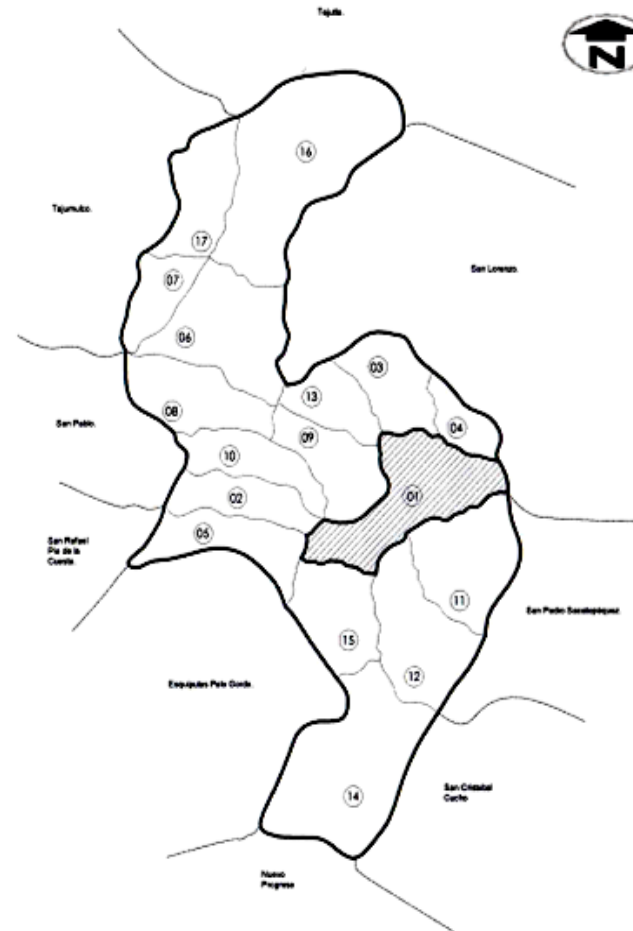 Tajutla.
N
16
Tajumulco.
17
San Lorenzo.
07
06
03
13
08
San Pablo.
04
09
10
01
02
05
San Rafael
Pie de la
Cuesta.
11
San Pedro Sacatepéquez.
15
12
Esquipulas Palo Gordo.
San Cristobal
Cucho
14
Nuevo
Progreso